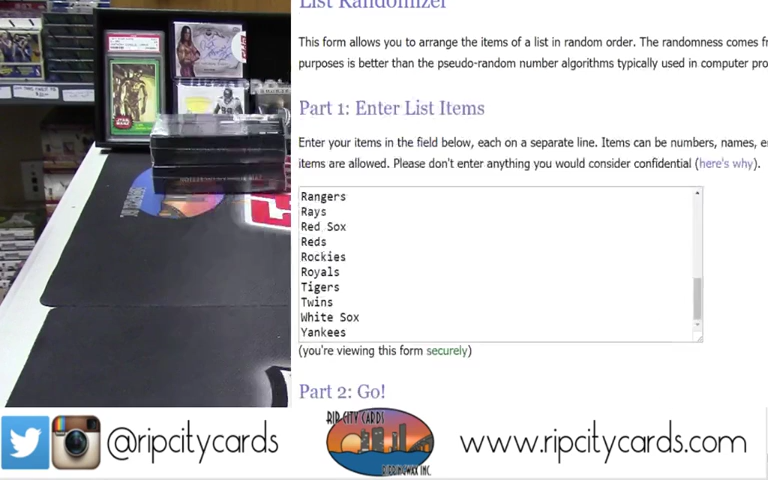 List Randomizer
This form allows you to arrange the items of a list in random order. The randomness comes f
purposes is better than the pseudo-random number algorithms typically used in computer pro
Part 1: Enter List Items
Enter your items in the field below, each on a separate line. Items can be numbers, names, e
items are allowed. Please don't enter anything you would consider confidential (here's why).
Rangers
Rays
Red Sox
Reds
Rockies
Royals
Tigers
Twins
White Sox
Yankees
(you're viewing this form securely)
Part 2: Go!
@ripcitycards
RIP CITY CARDS
RIPPINGWAX INC.
www.ripcitycards.com